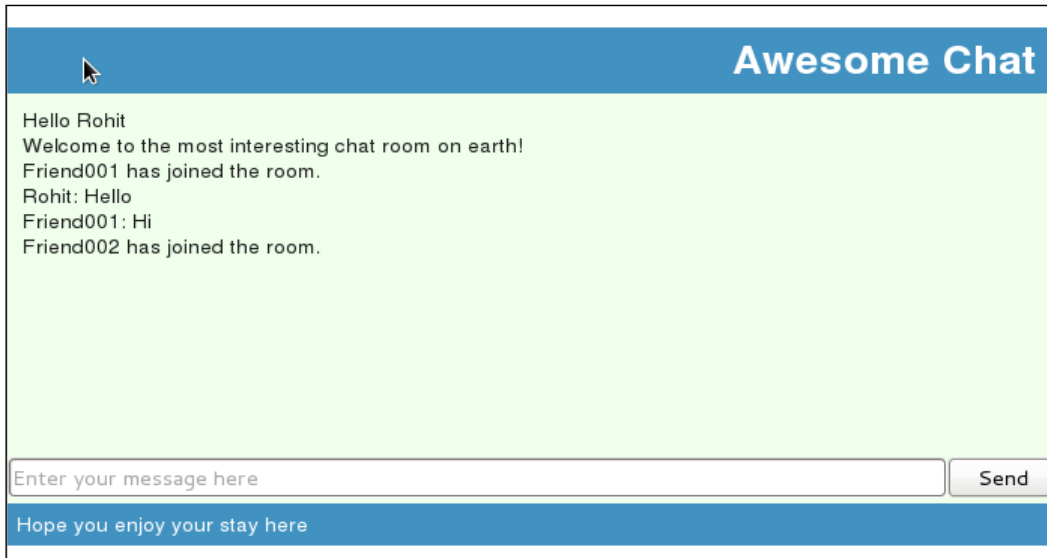 Awesome Chat
Hello Rohit
Welcome to the most interesting chat room on earth!
Friend001 has joined the room.
Rohit: Hello
Friend001: Hi
Friend002 has joined the room.
Enter your message here
Send
Hope you enjoy your stay here